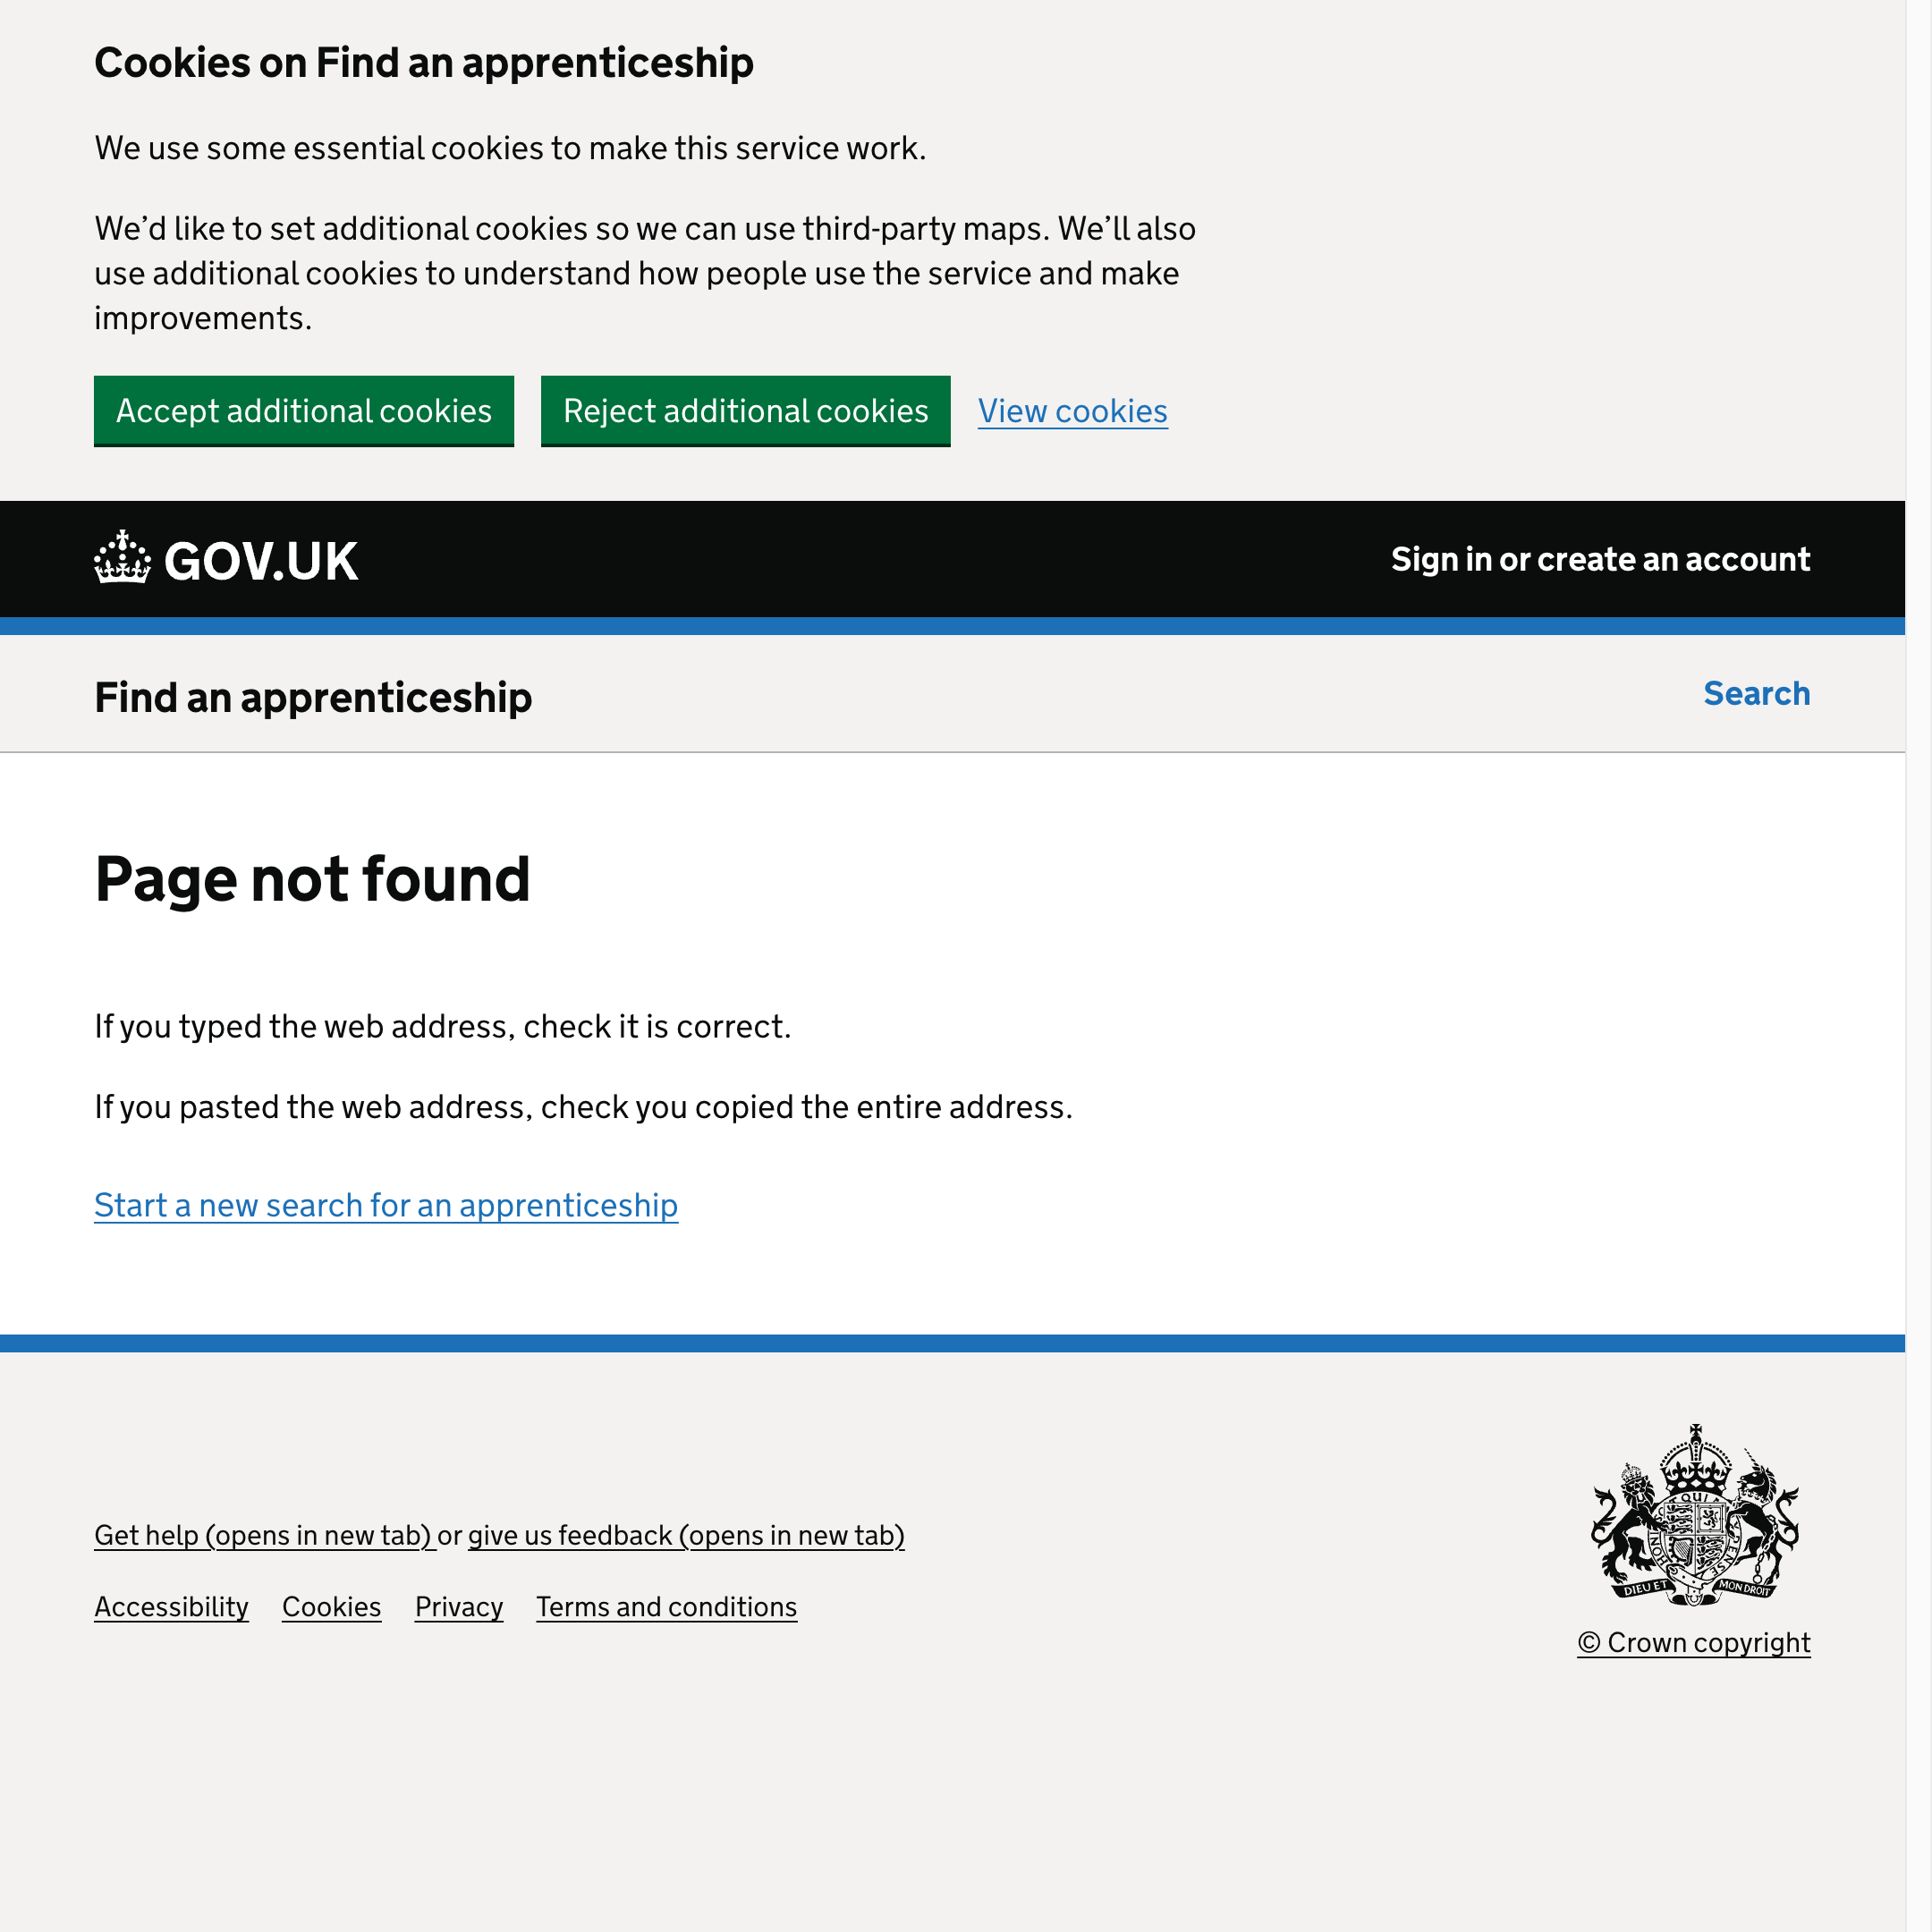 Cookies on Find an apprenticeship
We use some essential cookies to make this service work.
We’d like to set additional cookies so we can use third-party maps. We’ll also
use additional cookies to understand how people use the service and make
improvements.
Accept additional cookies Reject additional cookies View cookies
GOV.UK Sign in or create an account
Find an apprenticeship Search
Page not found
If you typed the web address, check it is correct.
If you pasted the web address, check you copied the entire address.
Start a new search for an apprenticeship
Get help (opens in new tab) or give us feedback (opens in new tab)
Accessibility Cookies Privacy Terms and conditions
QUI
HON
PENSE
DIEU ET MON DROIT
© Crown copyright